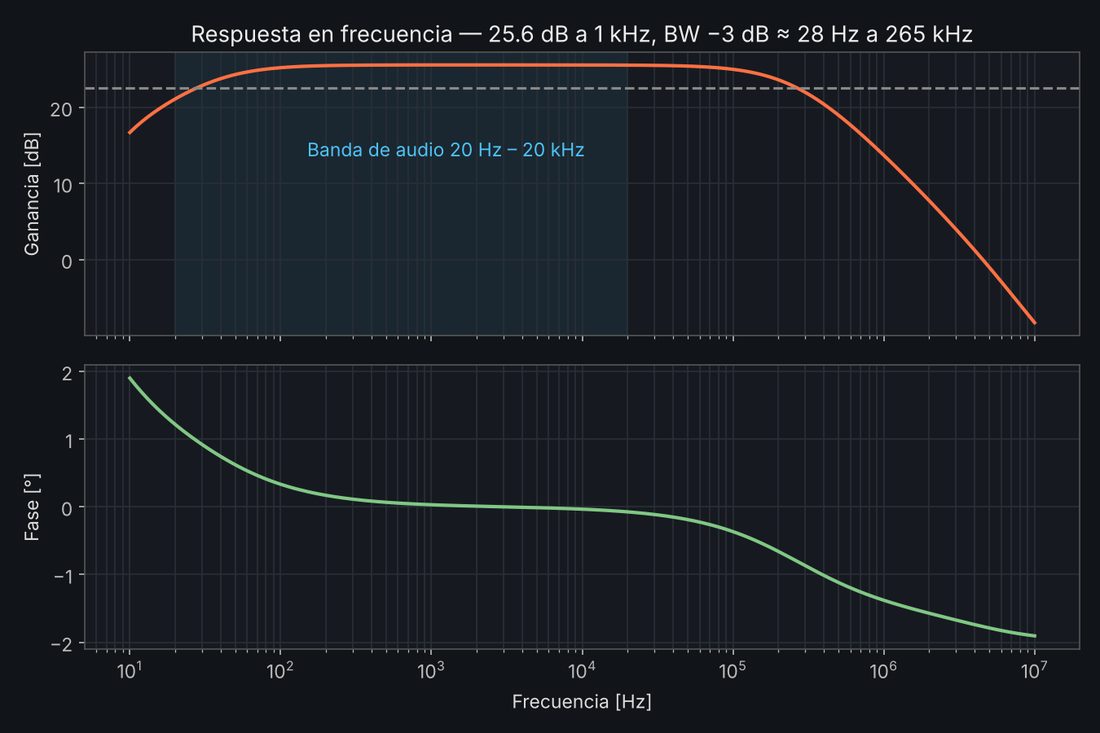 Respuesta en frecuencia — 25.6 dB a 1 kHz, BW −3 dB ≈ 28 Hz a 265 kHz
Ganancia [dB]
20
10
0
Banda de audio 20 Hz – 20 kHz
Fase [°]
2
1
0
−1
−2
10¹ 10² 10³ 10⁴ 10⁵ 10⁶ 10⁷
Frecuencia [Hz]